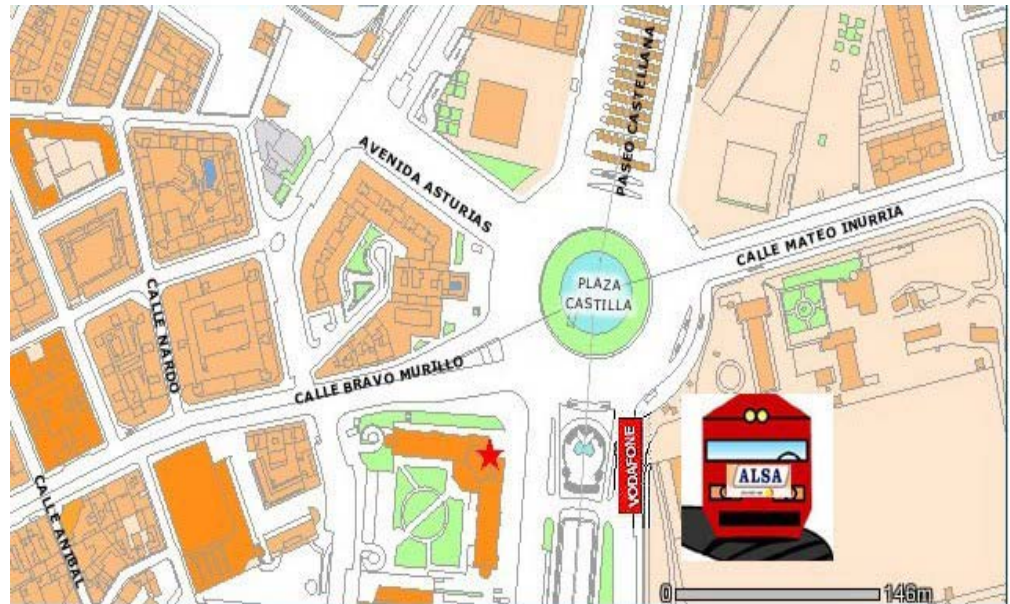 PASEO CASTELLANA
AVENIDA ASTURIAS
CALLE MATEO INURRIA
PLAZA
CASTILLA
CALLE NARDO
CALLE BRAVO MURILLO
VODAFONE
ALSA
CALLE ANIBAL
0
146m